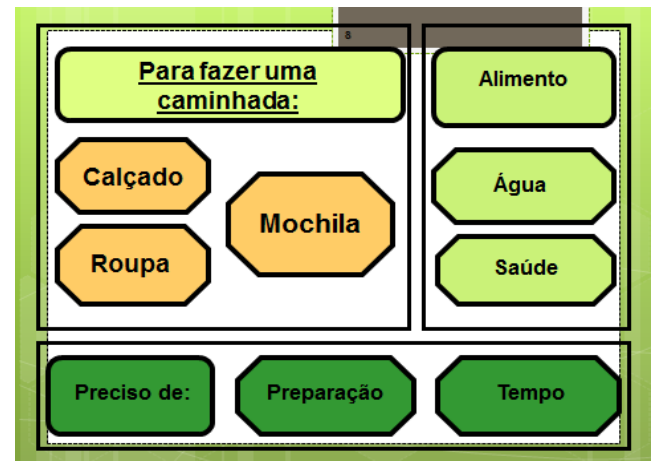 8
Para fazer uma
caminhada:
Calçado
Roupa
Mochila
Alimento
Água
Saúde
Preciso de:
Preparação
Tempo